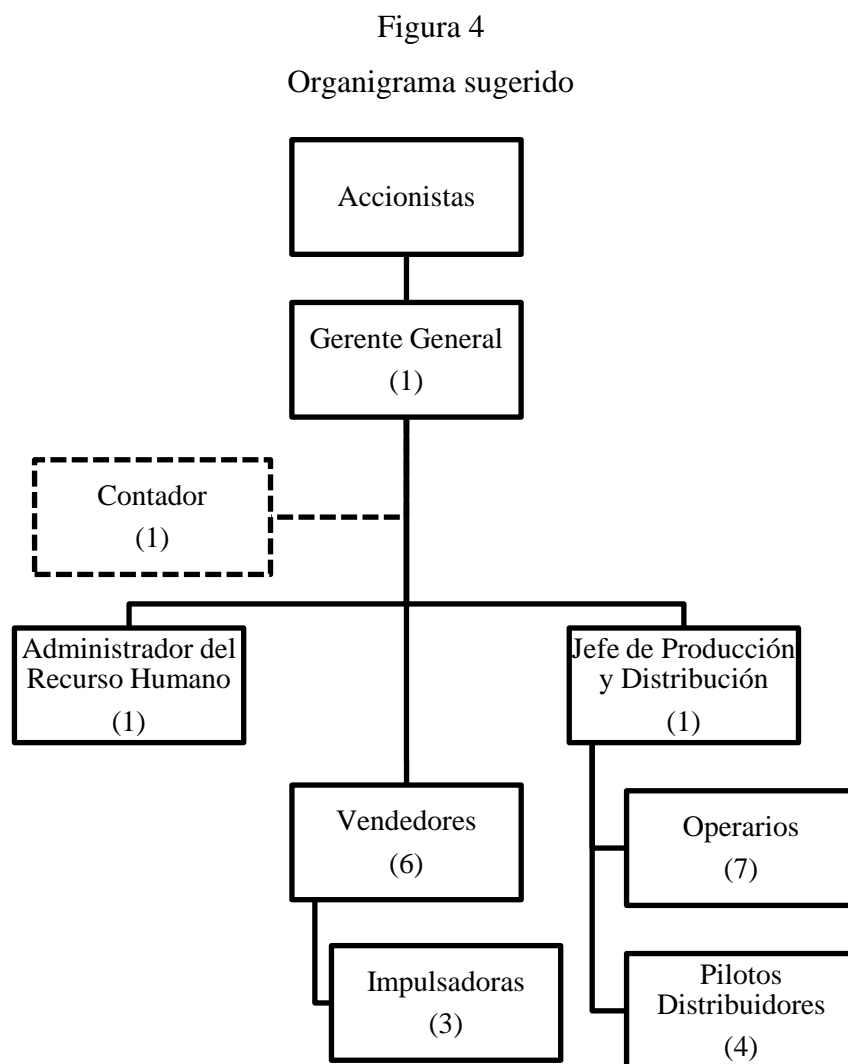 Figura 4
Organigrama sugerido
Accionistas
Gerente General
(1)
Contador
(1)
Administrador del
Recurso Humano
(1)
Jefe de Producción
y Distribución
(1)
Vendedores
(6)
Operarios
(7)
Impulsadoras
(3)
Pilotos
Distribuidores
(4)